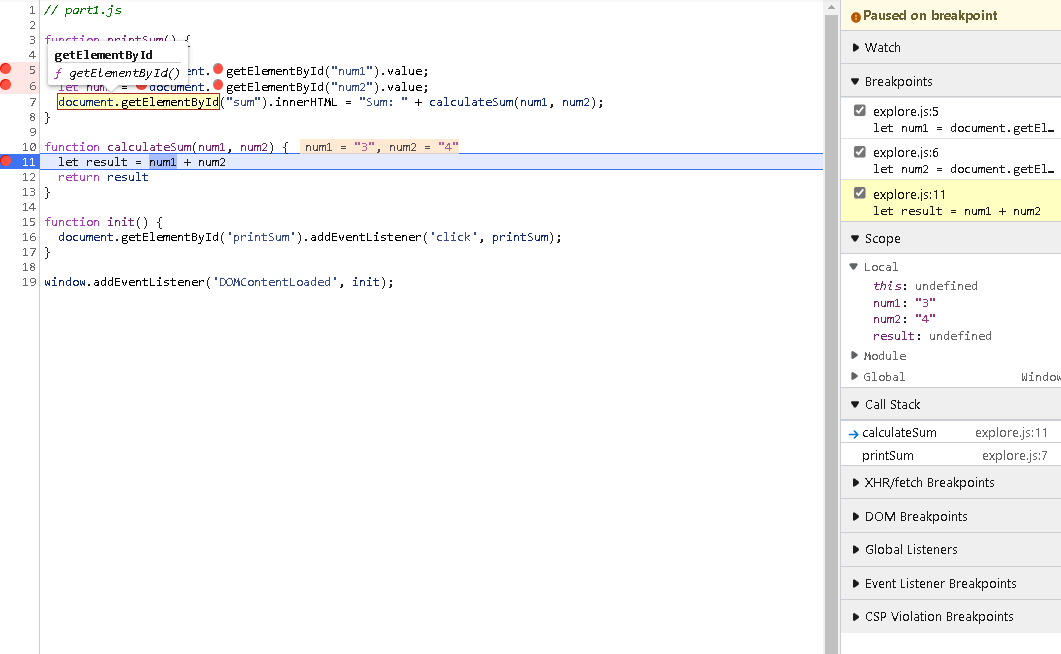 1 // part1.js
2
3 function printSum() {
4
getElementById
ƒ getElementById()
5 ent.getElementById("num1").value;
6 let num2 = document.getElementById("num2").value;
7 document.getElementById("sum").innerHTML = "Sum: " + calculateSum(num1, num2);
8 }
9
10 function calculateSum(num1, num2) { num1 = "3", num2 = "4"
11 let result = num1 + num2
12 return result
13 }
14
15 function init() {
16 document.getElementById('printSum').addEventListener('click', printSum);
17 }
18
19 window.addEventListener('DOMContentLoaded', init);
Paused on breakpoint
Watch
Breakpoints
explore.js:5
let num1 = document.getEl…
explore.js:6
let num2 = document.getEl…
explore.js:11
let result = num1 + num2
Scope
Local
this: undefined
num1: "3"
num2: "4"
result: undefined
Module
Global Window
Call Stack
calculateSum explore.js:11
printSum explore.js:7
XHR/fetch Breakpoints
DOM Breakpoints
Global Listeners
Event Listener Breakpoints
CSP Violation Breakpoints